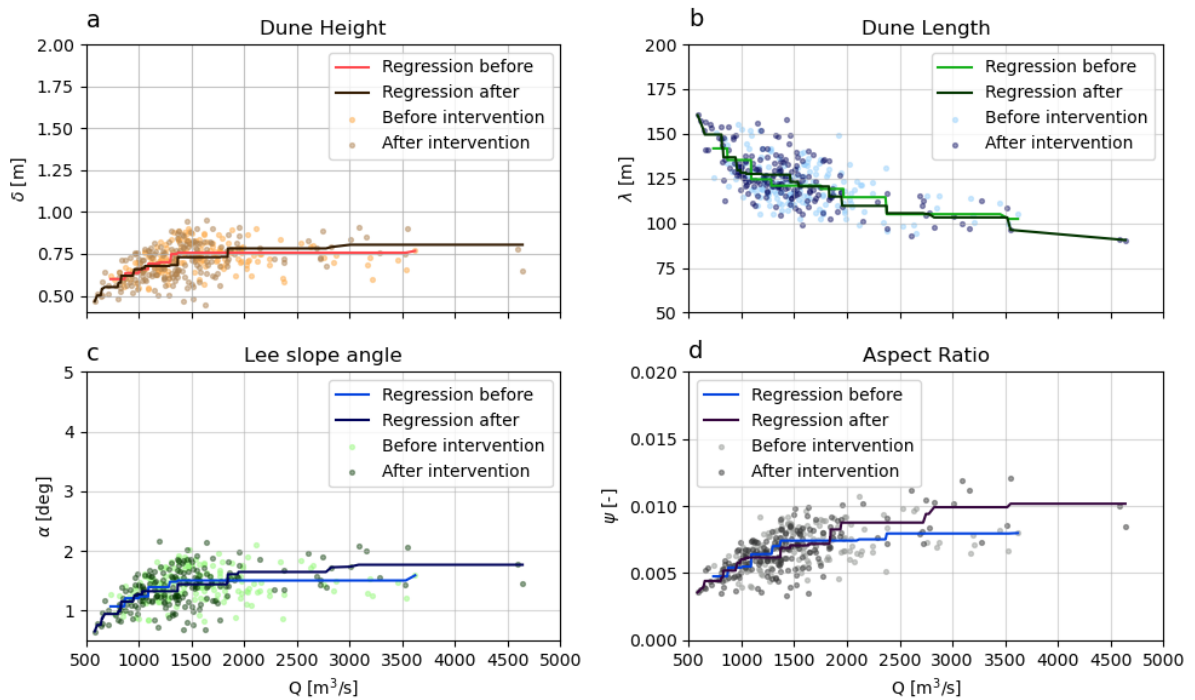 a
Dune Height
2.00
1.75
1.50
1.25
1.00
0.75
0.50
δ [m]
Regression before
Regression after
Before intervention
After intervention
b
Dune Length
200
175
150
125
100
75
50
λ [m]
Regression before
Regression after
Before intervention
After intervention
c
Lee slope angle
5
4
3
2
1
α [deg]
Regression before
Regression after
Before intervention
After intervention
500 1000 1500 2000 2500 3000 3500 4000 4500 5000
Q [m³/s]
d
Aspect Ratio
0.020
0.015
0.010
0.005
0.000
ψ [-]
Regression before
Regression after
Before intervention
After intervention
500 1000 1500 2000 2500 3000 3500 4000 4500 5000
Q [m³/s]